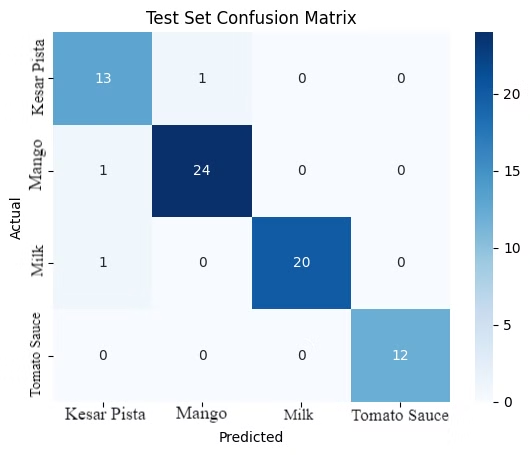 Test Set Confusion Matrix
Kesar Pista 13 1 0 0
Mango 1 24 0 0
Milk 1 0 20 0
Tomato Sauce 0 0 0 12
Kesar Pista Mango Milk Tomato Sauce
Predicted
Actual
20
15
10
5
0